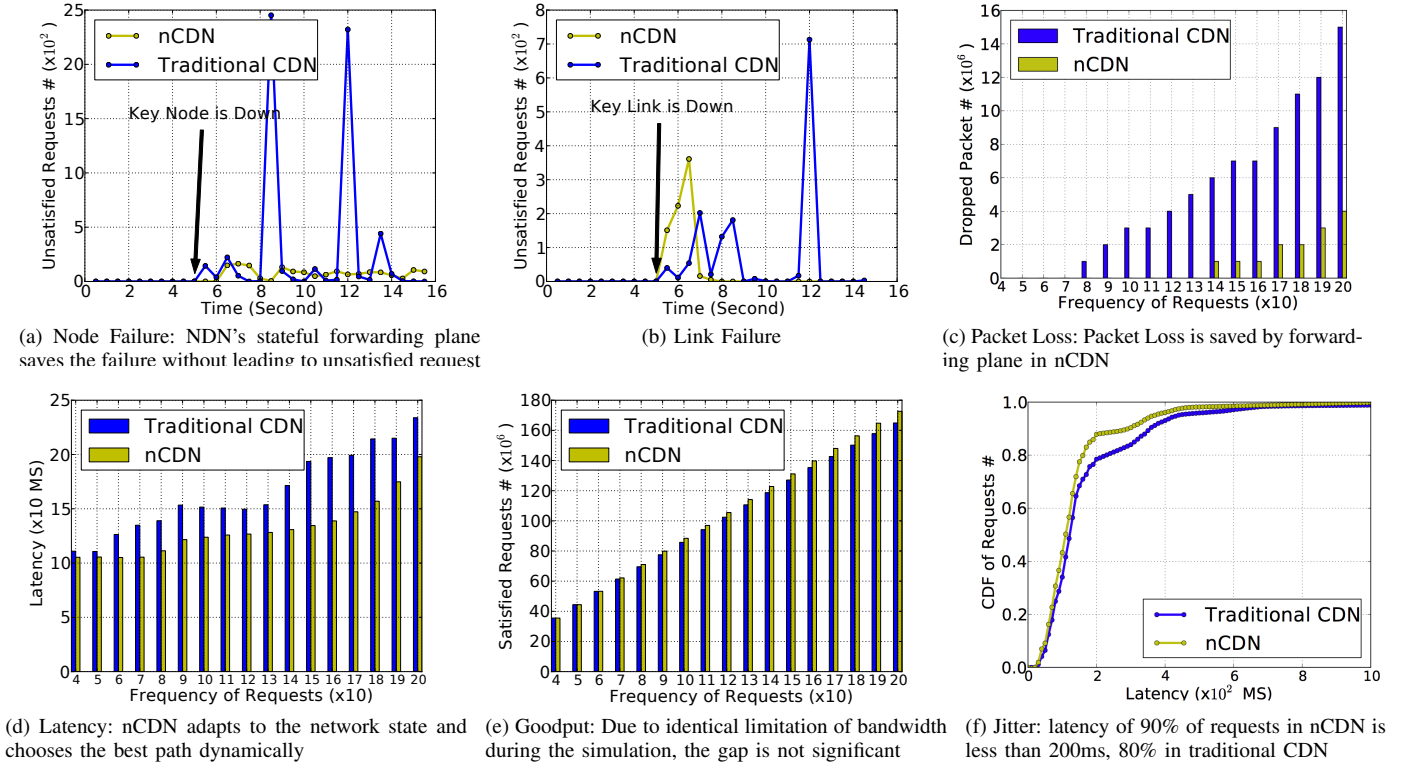 nCDN
Traditional CDN
Key Node is Down
Unsatisfied Requests # (x10²)
25
20
15
10
5
0
0 2 4 6 8 10 12 14 16
Time (Second)
(a) Node Failure: NDN's stateful forwarding plane
saves the failure without leading to unsatisfied request
nCDN
Traditional CDN
Key Link is Down
Unsatisfied Requests # (x10²)
8
7
6
5
4
3
2
1
0
0 2 4 6 8 10 12 14 16
Time (Second)
(b) Link Failure
Traditional CDN
nCDN
Dropped Packet # (x10⁶)
16
14
12
10
8
6
4
2
0
4 5 6 7 8 9 10 11 12 13 14 15 16 17 18 19 20
Frequency of Requests (x10)
(c) Packet Loss: Packet Loss is saved by forward-
ing plane in nCDN
Traditional CDN
nCDN
Latency (x10 MS)
25
20
15
10
5
0
4 5 6 7 8 9 10 11 12 13 14 15 16 17 18 19 20
Frequency of Requests (x10)
(d) Latency: nCDN adapts to the network state and
chooses the best path dynamically
Traditional CDN
nCDN
Satisfied Requests # (x10⁶)
180
160
140
120
100
80
60
40
20
0
4 5 6 7 8 9 10 11 12 13 14 15 16 17 18 19 20
Frequency of Requests (x10)
(e) Goodput: Due to identical limitation of bandwidth
during the simulation, the gap is not significant
CDF of Requests #
1.0
0.8
0.6
0.4
0.2
0.0
Traditional CDN
nCDN
0 2 4 6 8 10
Latency (x10² MS)
(f) Jitter: latency of 90% of requests in nCDN is
less than 200ms, 80% in traditional CDN